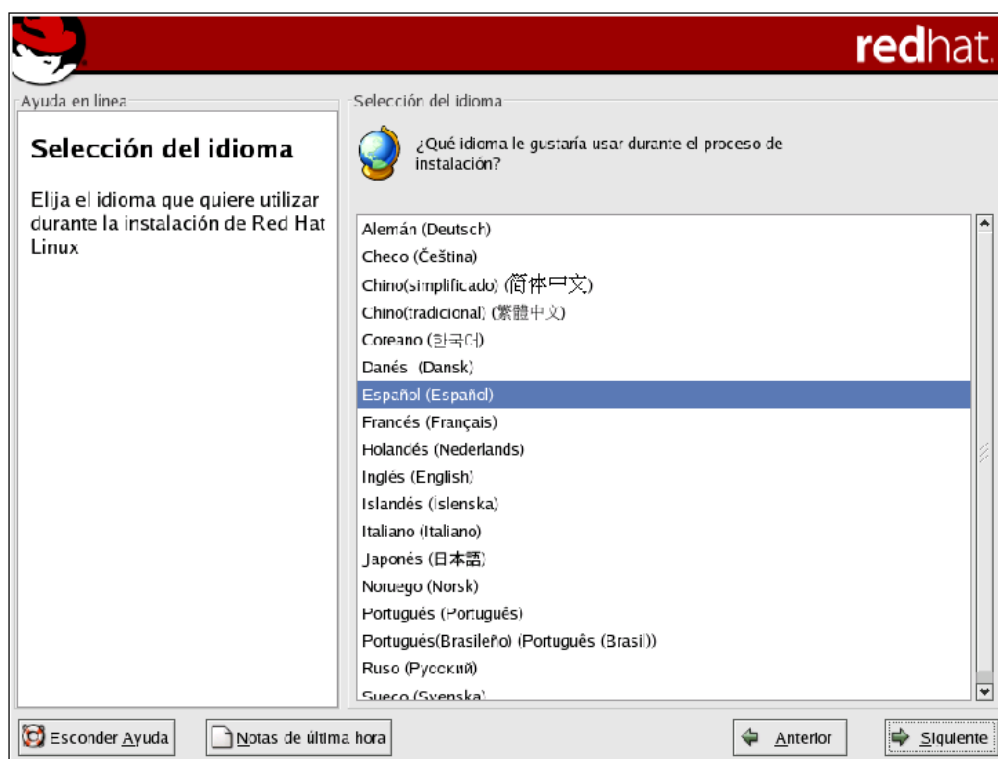 redhat.
Ayuda en linea
Selección del idioma
Elija el idioma que quiere utilizar
durante la instalación de Red Hat
Linux
Selección del idioma
¿Qué idioma le gustaría usar durante el proceso de
instalación?
Alemán (Deutsch)
Checo (Čeština)
Chino(simplificado) (简体中文)
Chino(tradicional) (繁體中文)
Coreano (한국어)
Danés (Dansk)
Español (Español)
Francés (Français)
Holandés (Nederlands)
Inglés (English)
Islandés (Íslenska)
Italiano (Italiano)
Japonés (日本語)
Noruego (Norsk)
Portugués (Português)
Portugués(Brasileño) (Português (Brasil))
Ruso (Русский)
Sueco (Svenska)
Esconder Ayuda
Notas de última hora
Anterior
Siguiente